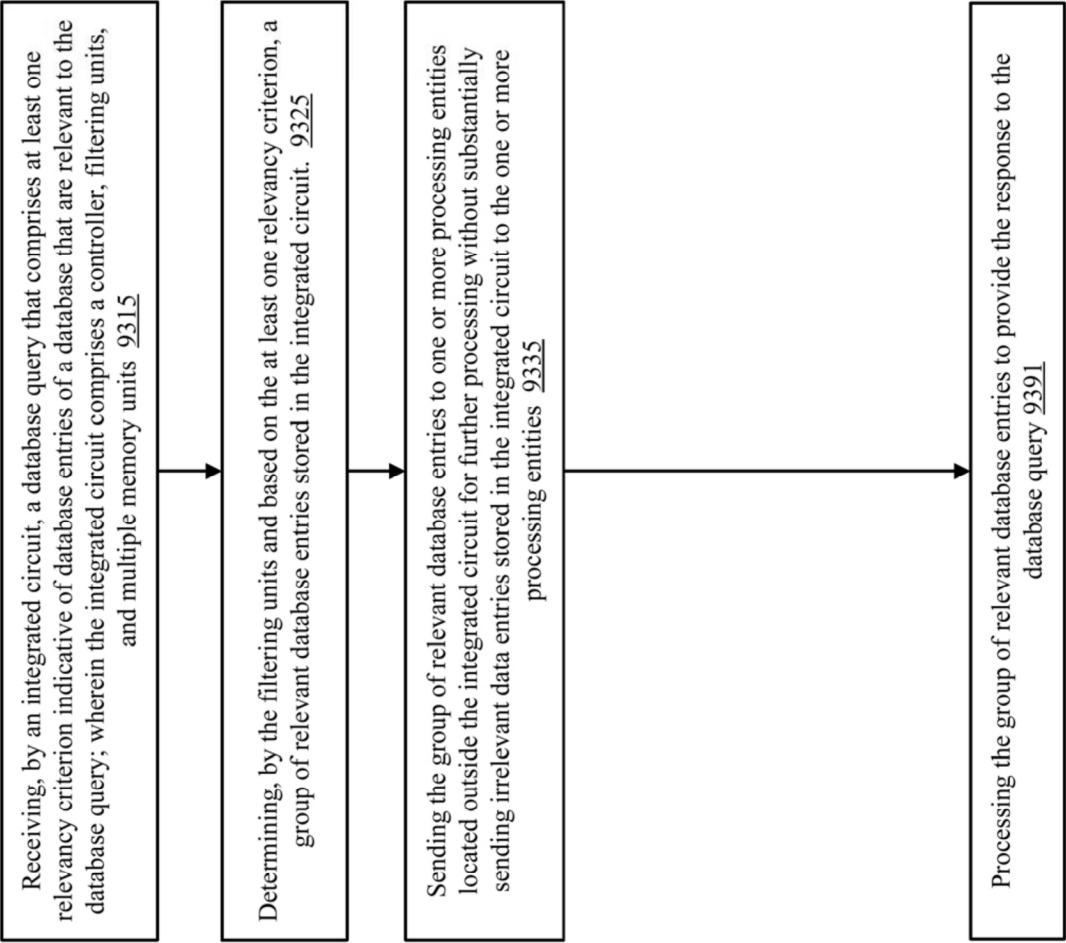 Receiving, by an integrated circuit, a database query that comprises at least one
relevancy criterion indicative of database entries of a database that are relevant to the
database query; wherein the integrated circuit comprises a controller, filtering units,
and multiple memory units 9315
Determining, by the filtering units and based on the at least one relevancy criterion, a
group of relevant database entries stored in the integrated circuit. 9325
Sending the group of relevant database entries to one or more processing entities
located outside the integrated circuit for further processing without substantially
sending irrelevant data entries stored in the integrated circuit to the one or more
processing entities 9335
Processing the group of relevant database entries to provide the response to the
database query 9391